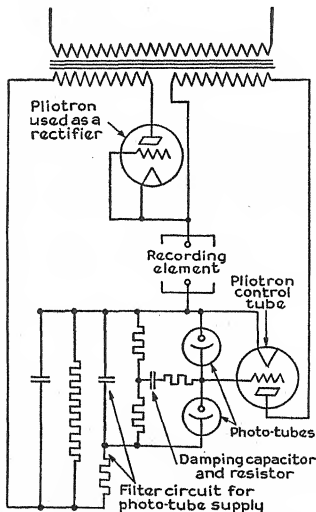 Pliotron
used as a
rectifier
Recording
element
Pliotron
control
tube
Photo-tubes
Damping capacitor
and resistor
Filter circuit for
photo-tube supply